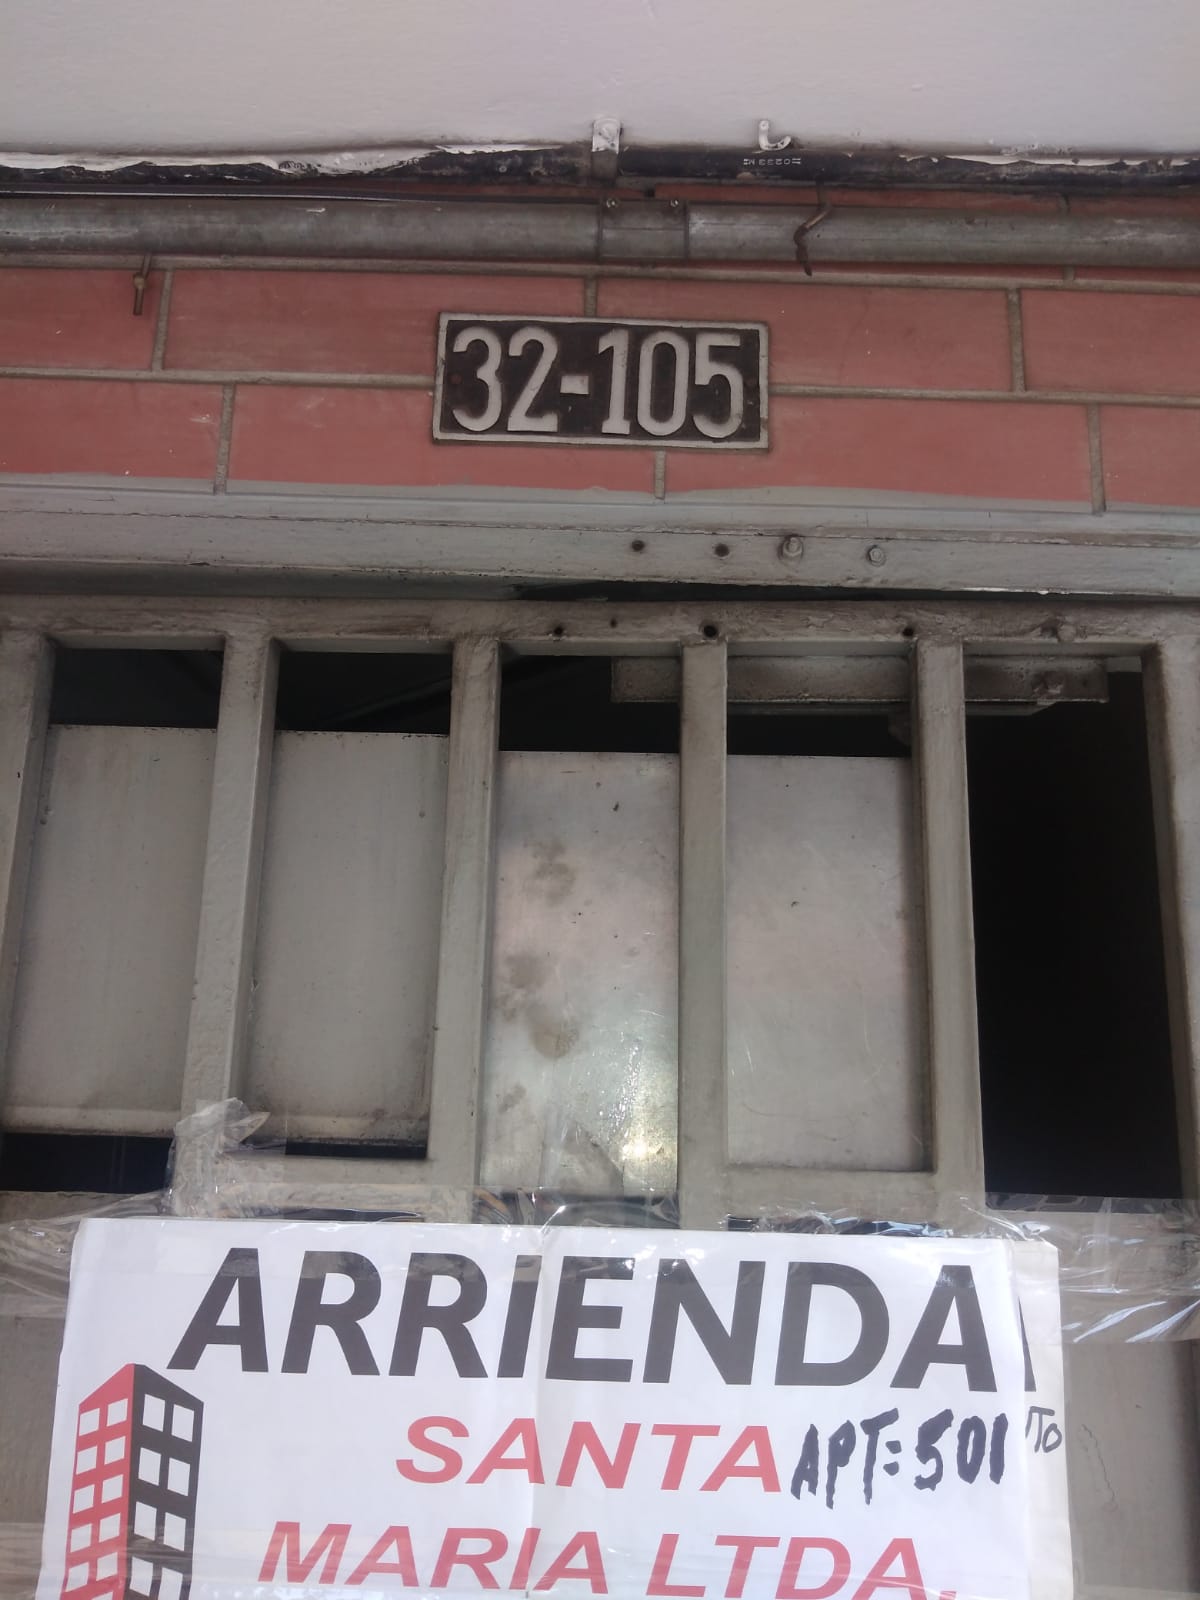 32-105
ARRIENDA
SANTA APT:501
MARIA LTDA.